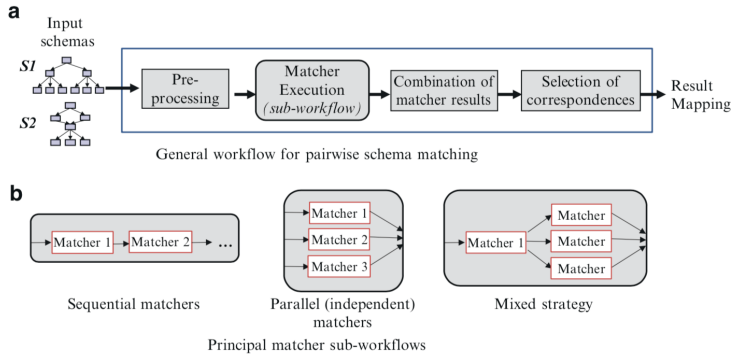 a
Input
schemas
S1
S2
Pre-
processing
Matcher
Execution
(sub-workflow)
Combination of
matcher results
Selection of
correspondences
Result
Mapping
General workflow for pairwise schema matching
b
Matcher 1
Matcher 2
...
Sequential matchers
Matcher 1
Matcher 2
Matcher 3
Parallel (independent)
matchers
Matcher 1
Matcher
Matcher
Matcher
Mixed strategy
Principal matcher sub-workflows